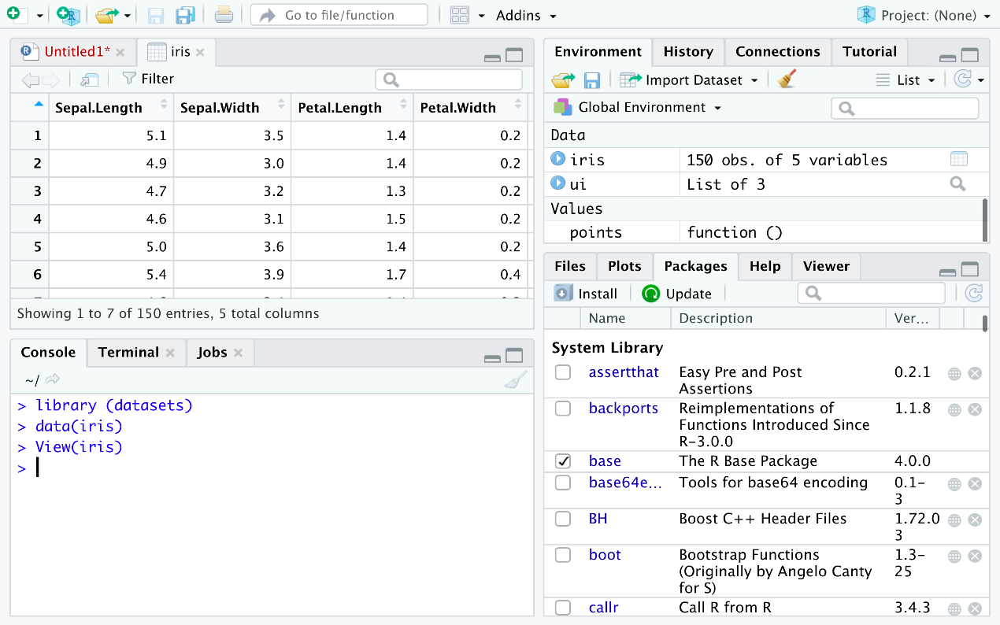 Go to file/function
Addins
Project: (None)
Untitled1*
iris
Filter
Sepal.Length Sepal.Width Petal.Length Petal.Width
1 5.1 3.5 1.4 0.2
2 4.9 3.0 1.4 0.2
3 4.7 3.2 1.3 0.2
4 4.6 3.1 1.5 0.2
5 5.0 3.6 1.4 0.2
6 5.4 3.9 1.7 0.4
Showing 1 to 7 of 150 entries, 5 total columns
Console Terminal Jobs
~/
> library (datasets)
> data(iris)
> View(iris)
>
Environment History Connections Tutorial
Import Dataset List
Global Environment
Data
iris 150 obs. of 5 variables
ui List of 3
Values
points function ()
Files Plots Packages Help Viewer
Install Update
Name Description Ver...
System Library
assertthat Easy Pre and Post 0.2.1
Assertions
backports Reimplementations of 1.1.8
Functions Introduced Since
R-3.0.0
base The R Base Package 4.0.0
base64e... Tools for base64 encoding 0.1-
3
BH Boost C++ Header Files 1.72.0
3
boot Bootstrap Functions 1.3-
(Originally by Angelo Canty 25
for S)
callr Call R from R 3.4.3